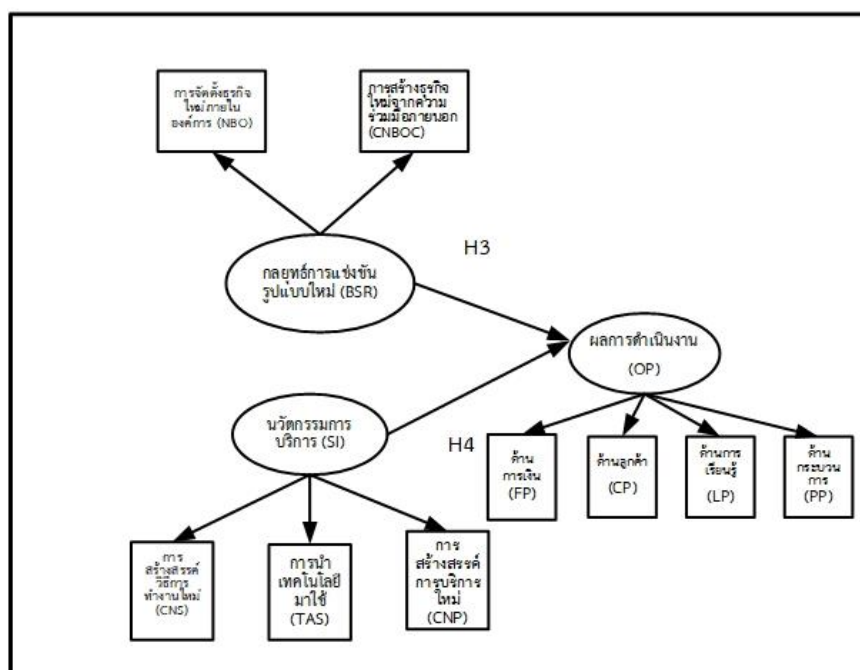 การจัดตั้งธุรกิจ
ใหม่ภายใน
องค์การ (NBO)
การสร้างธุรกิจ
ใหม่จากความ
ร่วมมือภายนอก
(CNBOC)
H3
กลยุทธ์การแข่งขัน
รูปแบบใหม่ (BSR)
ผลการดำเนินงาน
(OP)
นวัตกรรมการ
บริการ (SI)
H4
ด้าน
การเงิน
(FP)
ด้านลูกค้า
(CP)
ด้านการ
เรียนรู้
(LP)
ด้าน
กระบวน
การ
(PP)
การ
สร้างสรรค์
วิธีการ
ทำงานใหม่
(CNS)
การนำ
เทคโนโลยี
มาใช้
(TAS)
การ
สร้างสรรค์
การบริการ
ใหม่
(CNP)